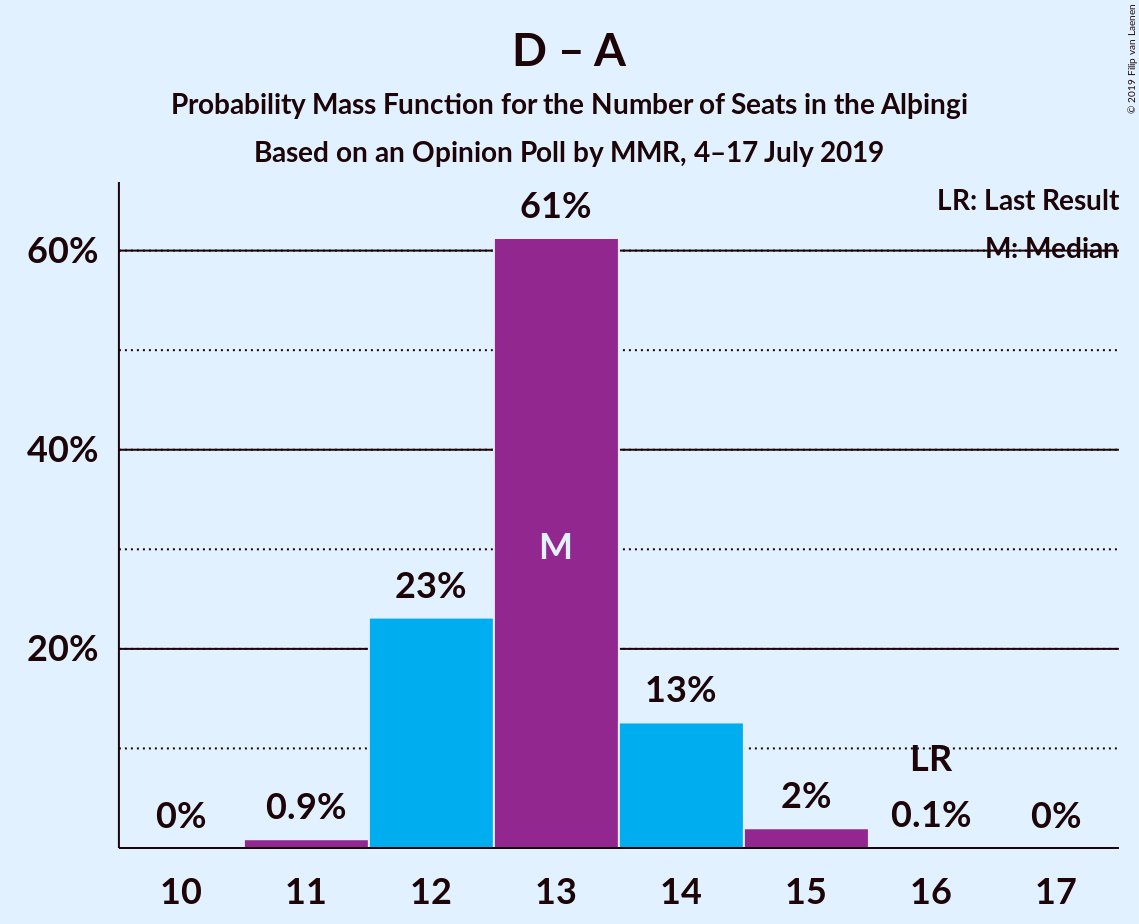 D – A
Probability Mass Function for the Number of Seats in the Alþingi
Based on an Opinion Poll by MMR, 4–17 July 2019
© 2019 Filip van Laenen
LR: Last Result
M: Median
60%
40%
20%
0%
0.9%
23%
61%
M
13%
2%
LR
0.1%
0%
10 11 12 13 14 15 16 17